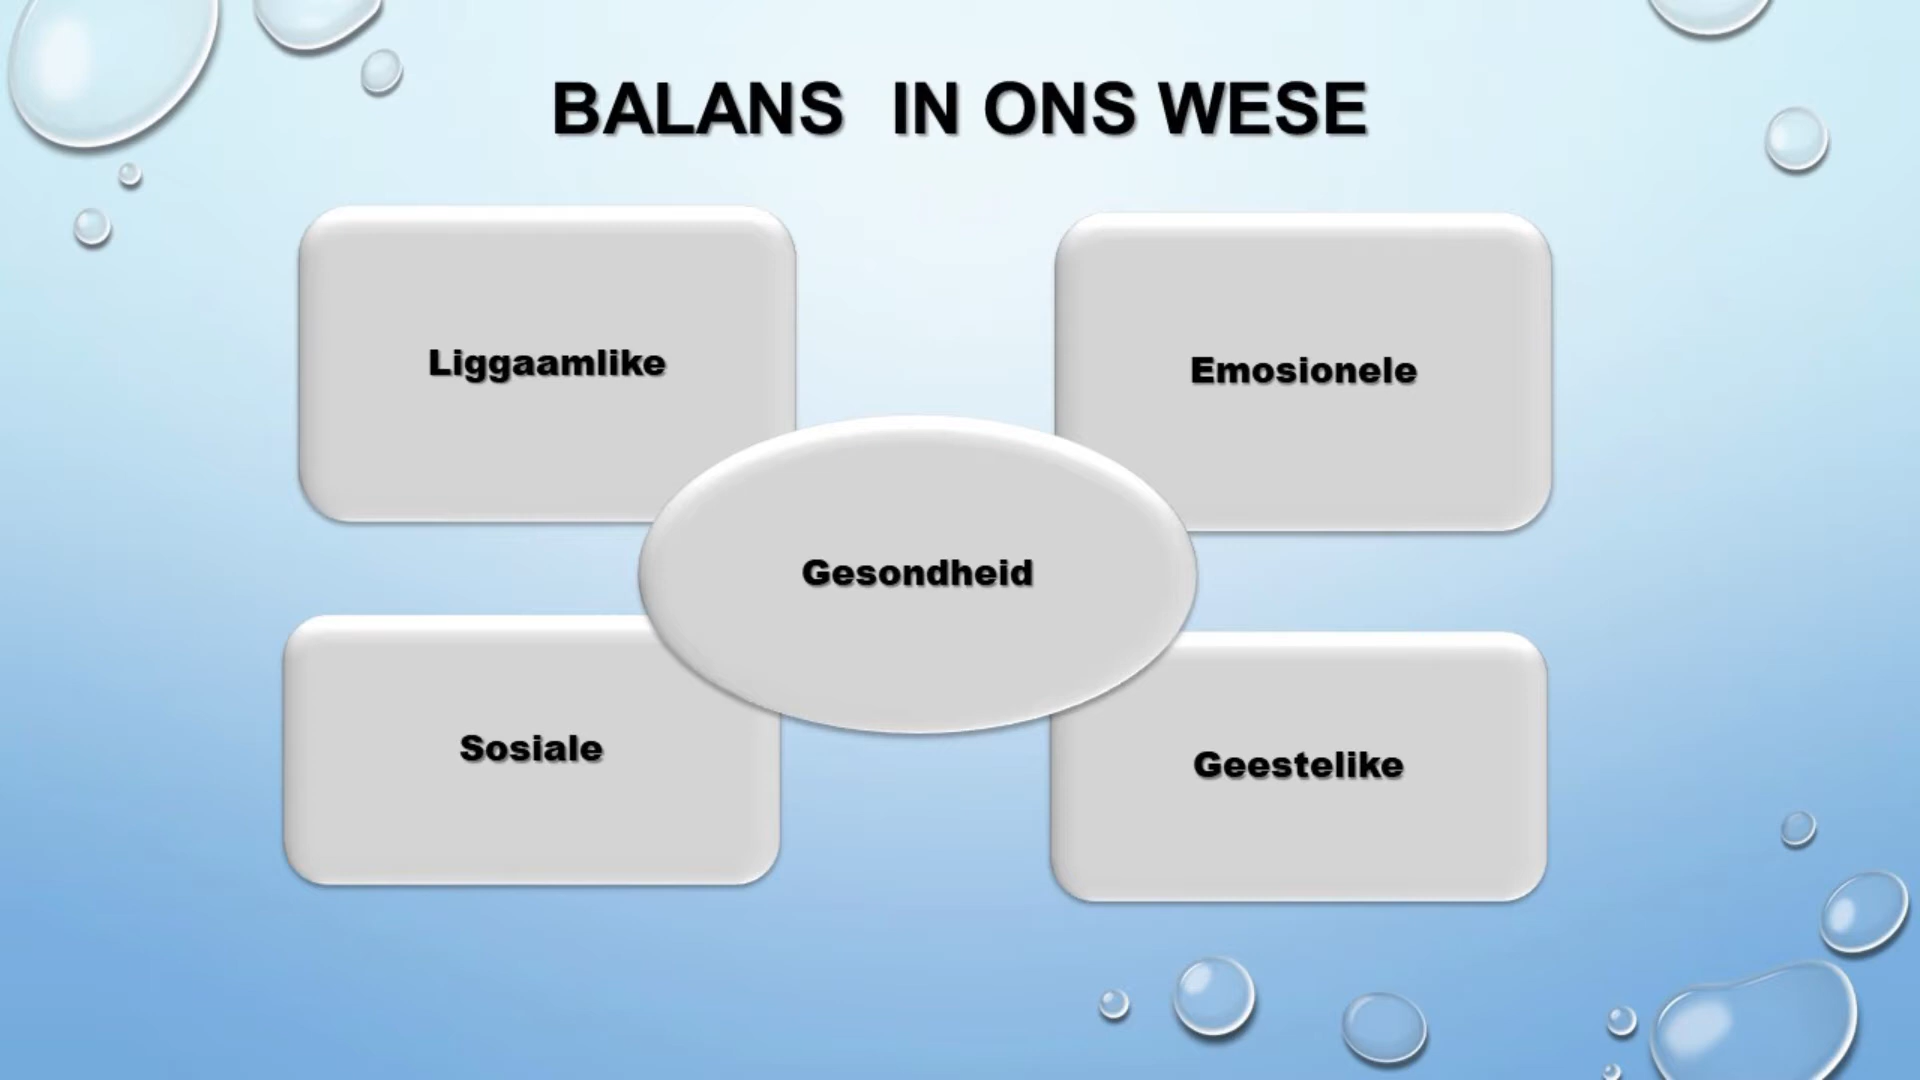 BALANS  IN ONS WESE
Liggaamlike
Emosionele
Gesondheid
Sosiale
Geestelike